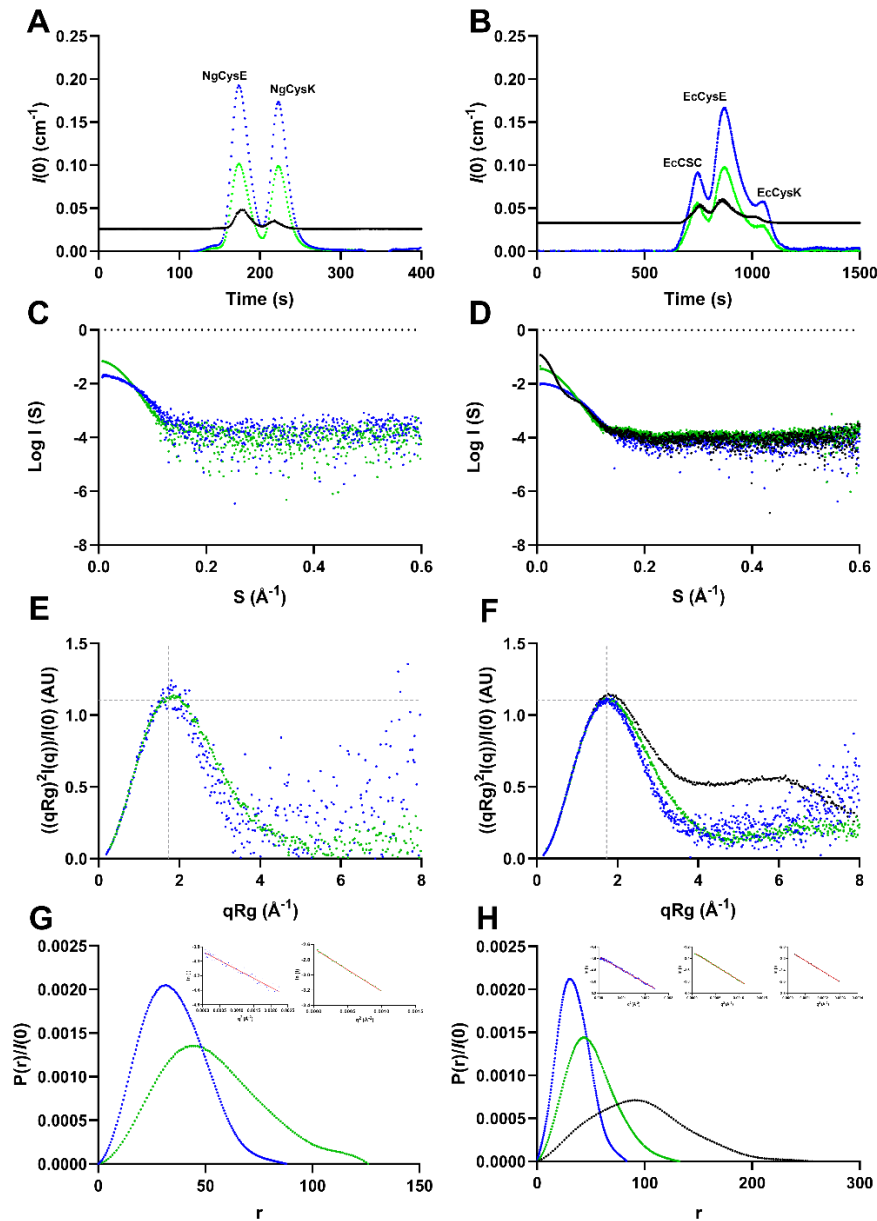 A
B
0.25
0.20
0.15
0.10
0.05
0.00
I(0) (cm⁻¹)
NgCysE
NgCysK
0
100
200
300
400
Time (s)
0.25
0.20
0.15
0.10
0.05
0.00
I(0) (cm⁻¹)
EcCSC
EcCysE
EcCysK
0
500
1000
1500
Time (s)
C
D
0
-2
-4
-6
-8
Log I (S)
0.0
0.2
0.4
0.6
S (Å⁻¹)
0
-2
-4
-6
-8
Log I (S)
0.0
0.2
0.4
0.6
S (Å⁻¹)
E
F
1.5
1.0
0.5
0.0
((qRg)²I(q))/I(0) (AU)
0
2
4
6
8
qRg (Å⁻¹)
1.5
1.0
0.5
0.0
((qRg)²I(q))/I(0) (AU)
0
2
4
6
8
qRg (Å⁻¹)
G
H
0.0025
0.0020
0.0015
0.0010
0.0005
0.0000
P(r)/I(0)
0
50
100
150
r
0.0025
0.0020
0.0015
0.0010
0.0005
0.0000
P(r)/I(0)
0
100
200
300
r